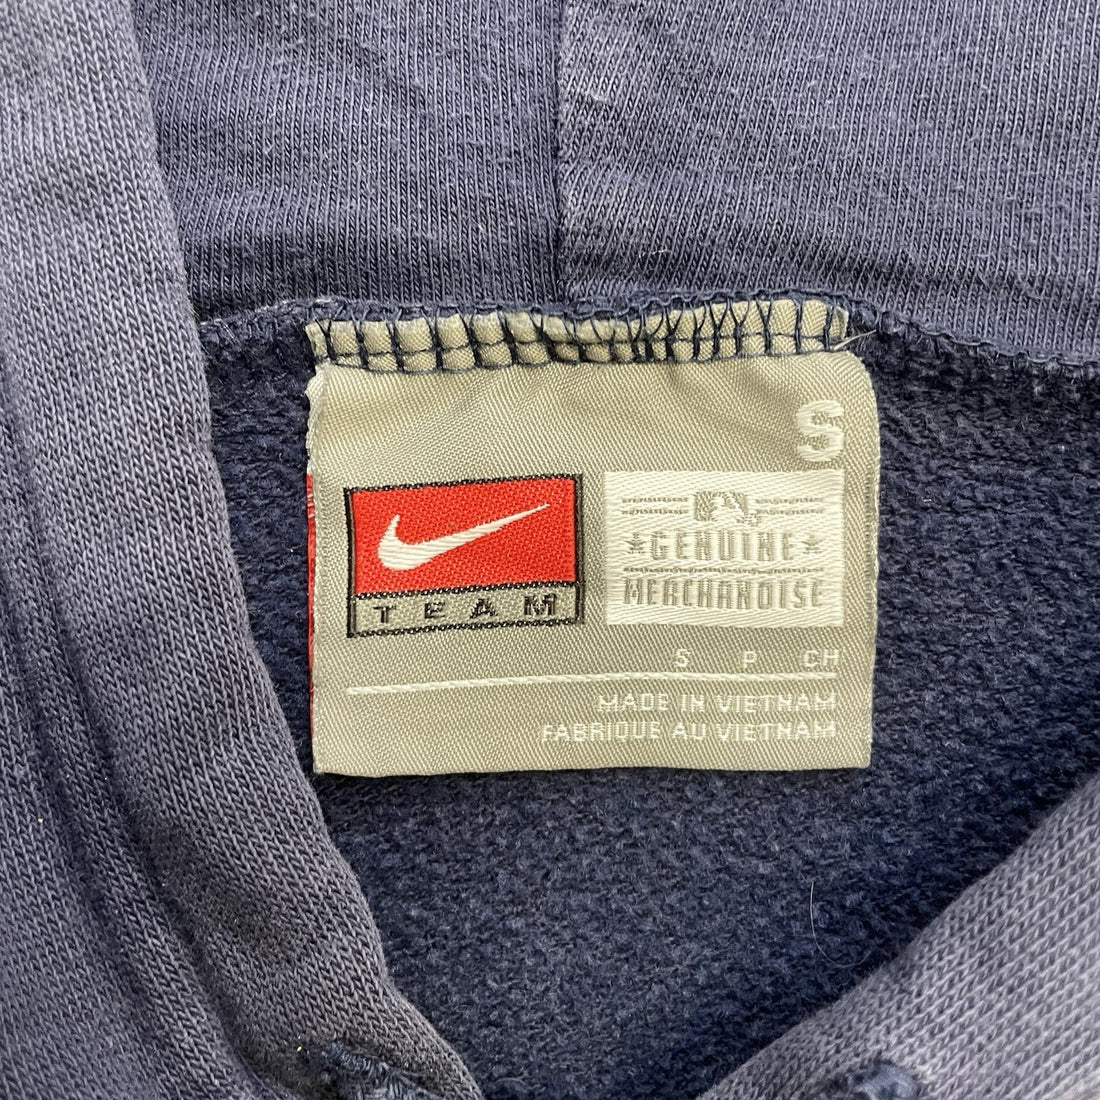 S
TEAM
GENUINE
MERCHANDISE
S P CH
MADE IN VIETNAM
FABRIQUE AU VIETNAM